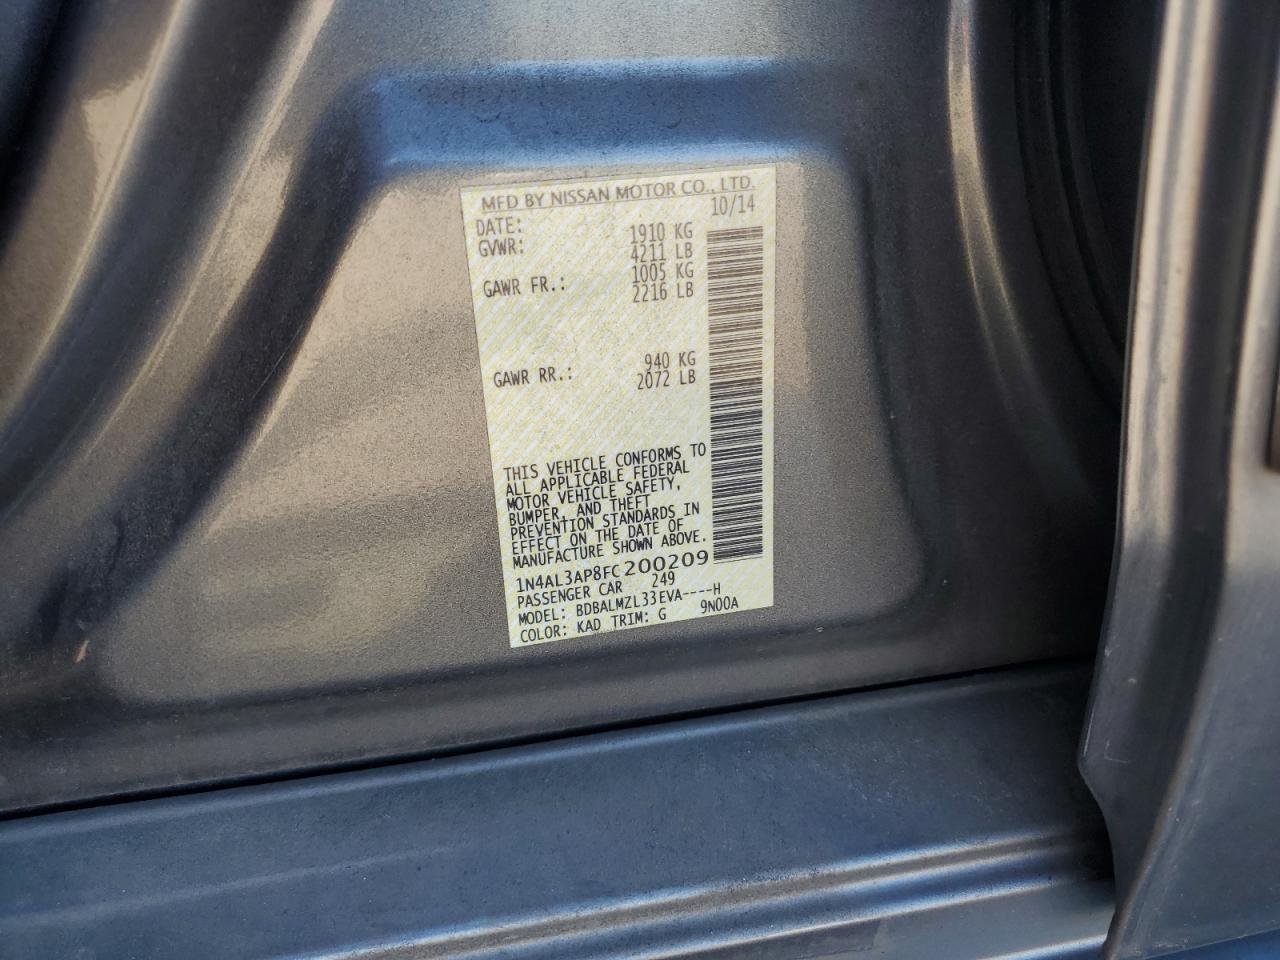 MFD BY NISSAN MOTOR CO., LTD.
DATE: 10/14
GVWR: 1910 KG
4211 LB
GAWR FR.: 1005 KG
2216 LB
GAWR RR.: 940 KG
2072 LB
THIS VEHICLE CONFORMS TO
ALL APPLICABLE FEDERAL
MOTOR VEHICLE SAFETY,
BUMPER, AND THEFT
PREVENTION STANDARDS IN
EFFECT ON THE DATE OF
MANUFACTURE SHOWN ABOVE.
1N4AL3AP8FC200209
PASSENGER CAR 249
MODEL: BDBALMZL33EVA----H
COLOR: KAD TRIM: G 9N00A